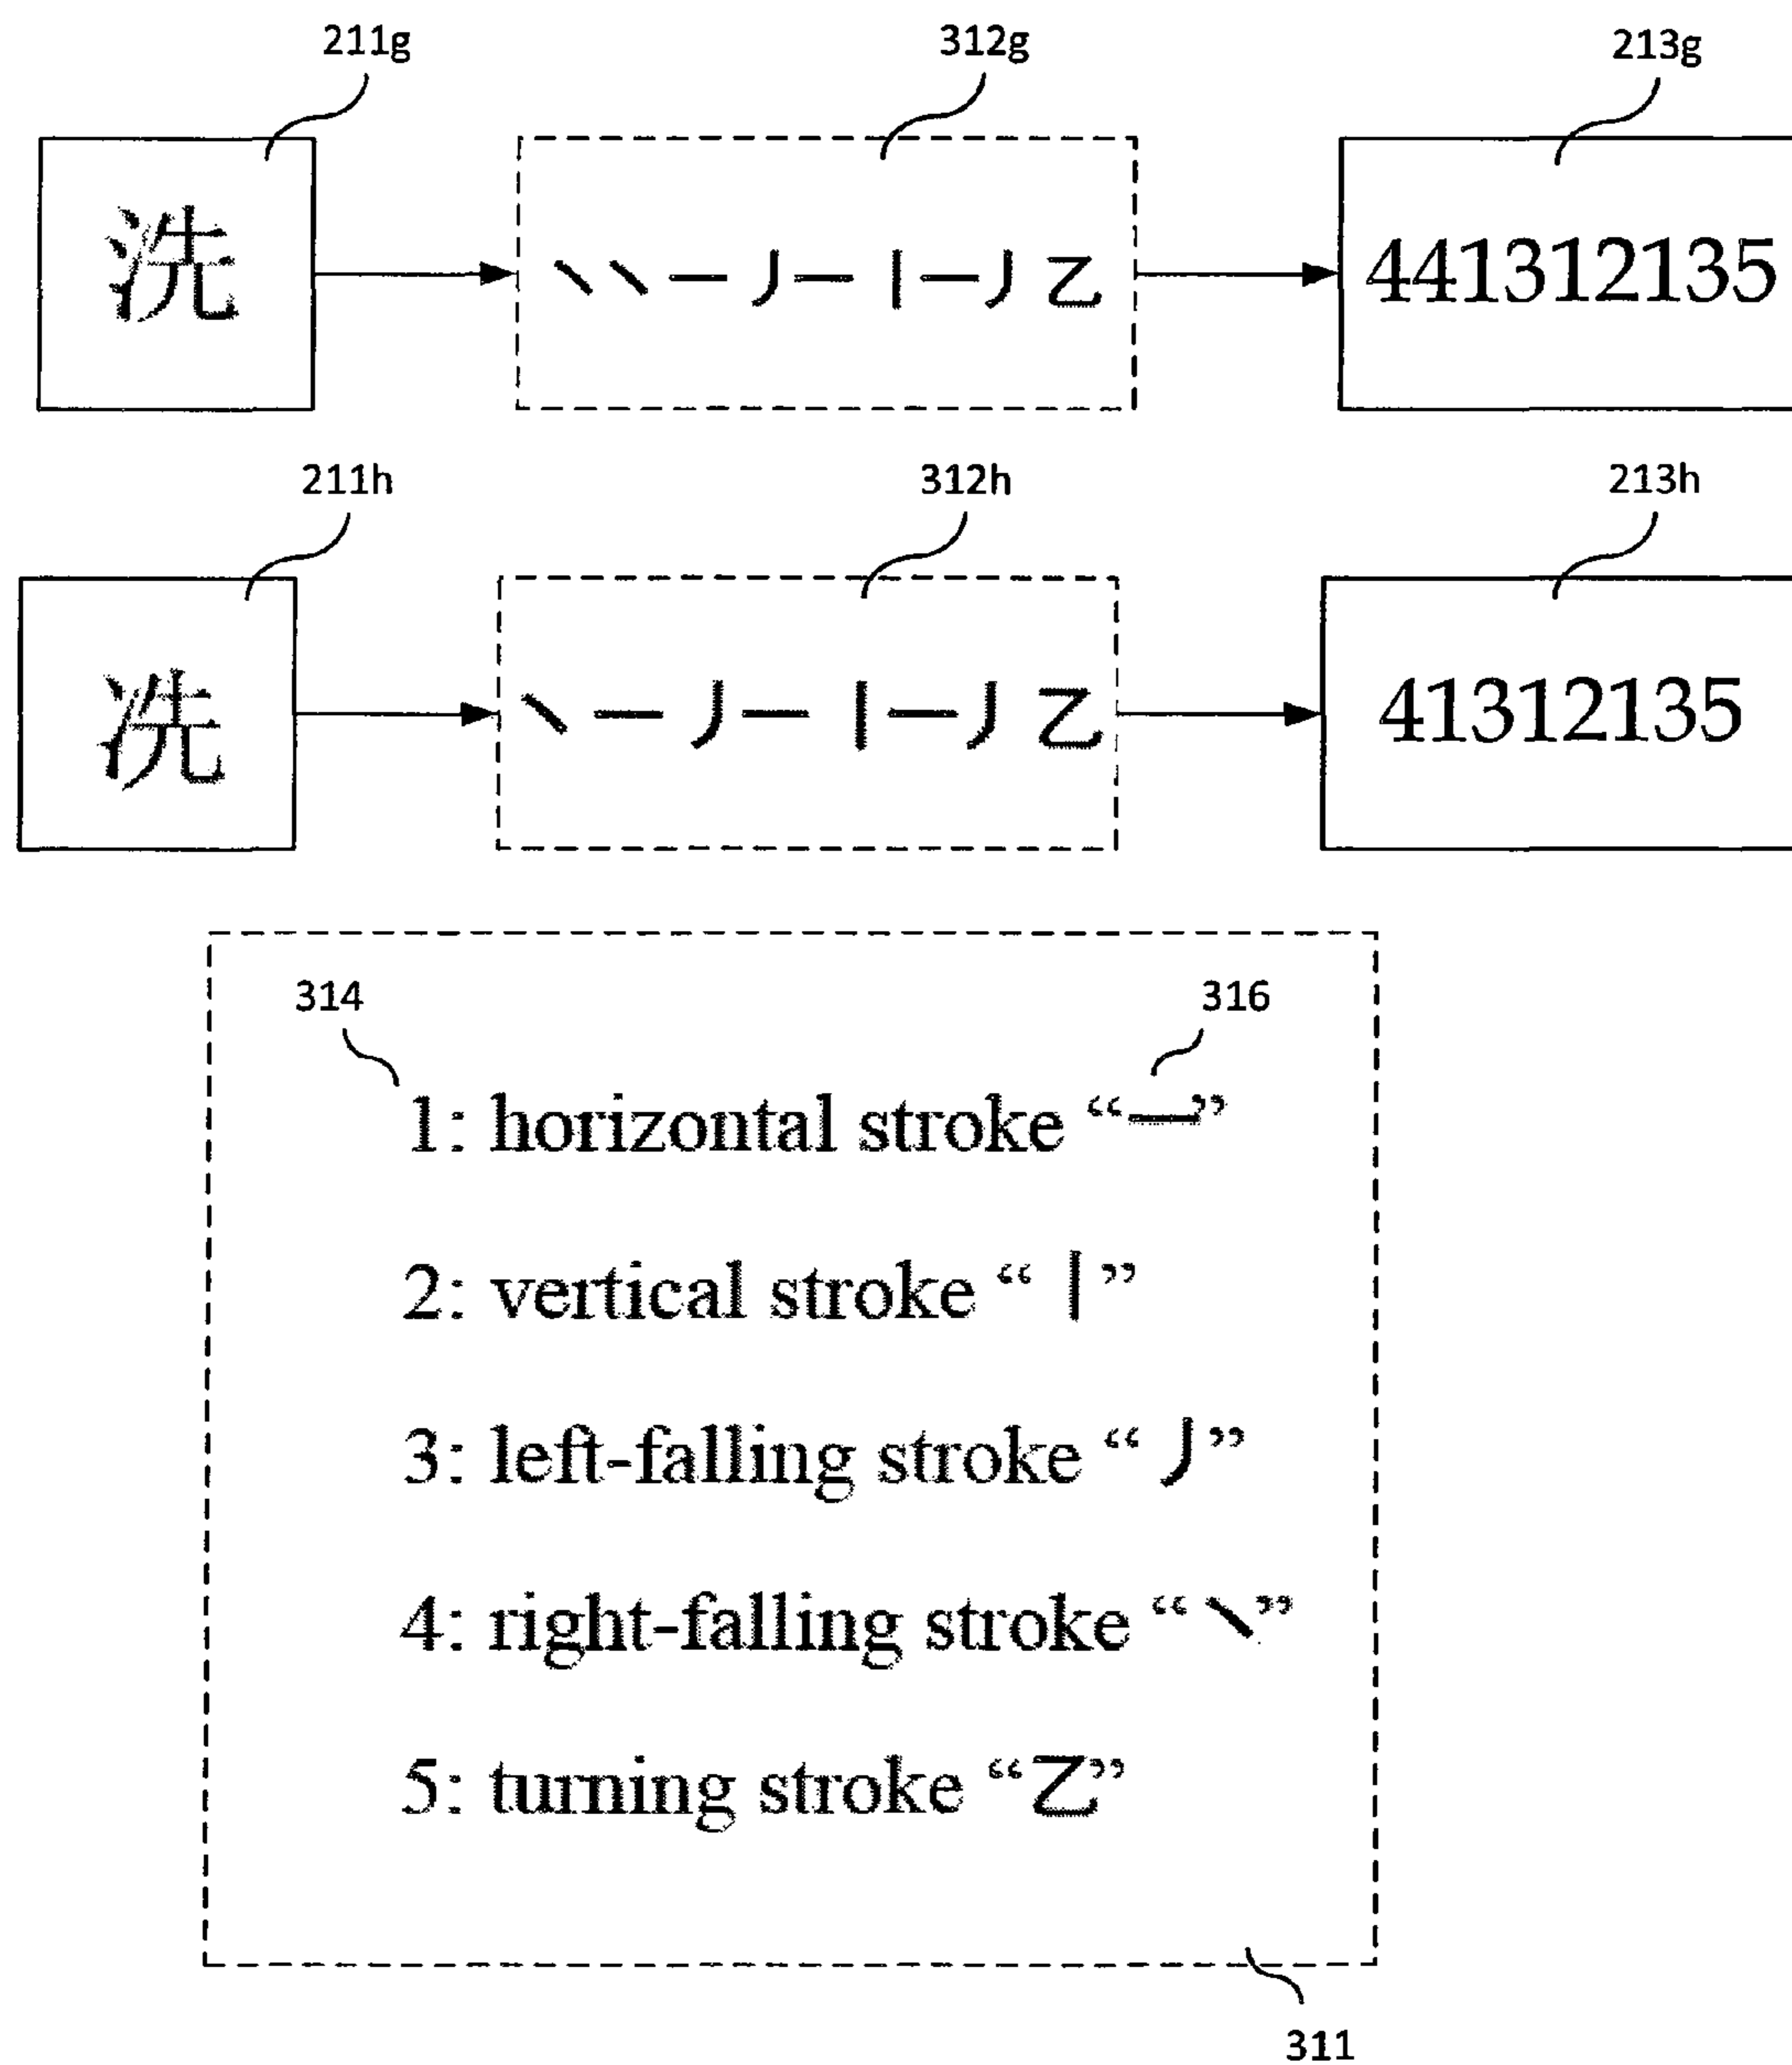 211g 312g 213g
洗 丶丶一丿一丨一丿乙 441312135
211h 312h 213h
冼 丶一丿一丨一丿乙 41312135
314 316
1: horizontal stroke “一”
2: vertical stroke “丨”
3: left-falling stroke “丿”
4: right-falling stroke “丶”
5: turning stroke “乙”
311